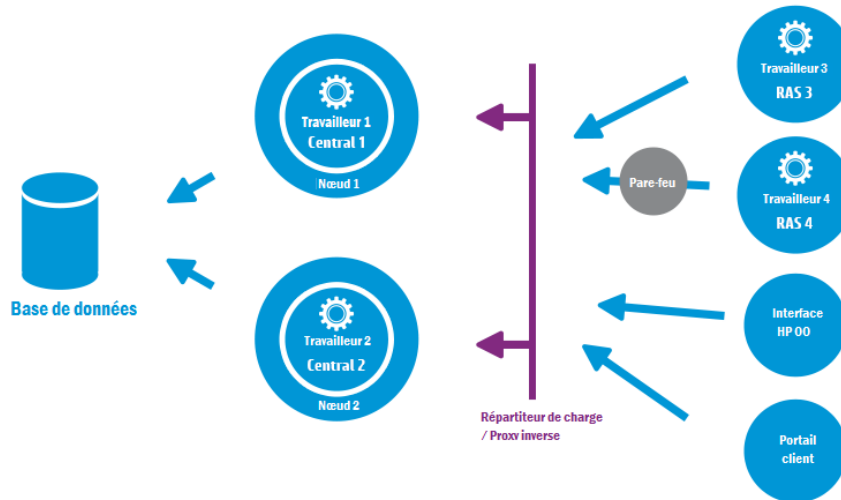 Travailleur 1
Central 1
Nœud 1
Base de données
Travailleur 2
Central 2
Nœud 2
Répartiteur de charge
/ Proxy inverse
Travailleur 3
RAS 3
Pare-feu
Travailleur 4
RAS 4
Interface
HP OO
Portail
client